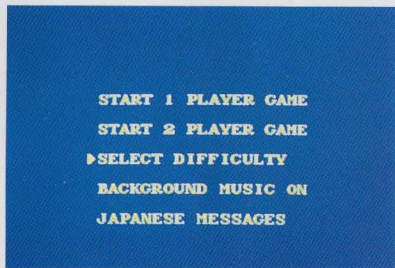 START 1 PLAYER GAME
START 2 PLAYER GAME
▶SELECT DIFFICULTY
BACKGROUND MUSIC ON
JAPANESE MESSAGES